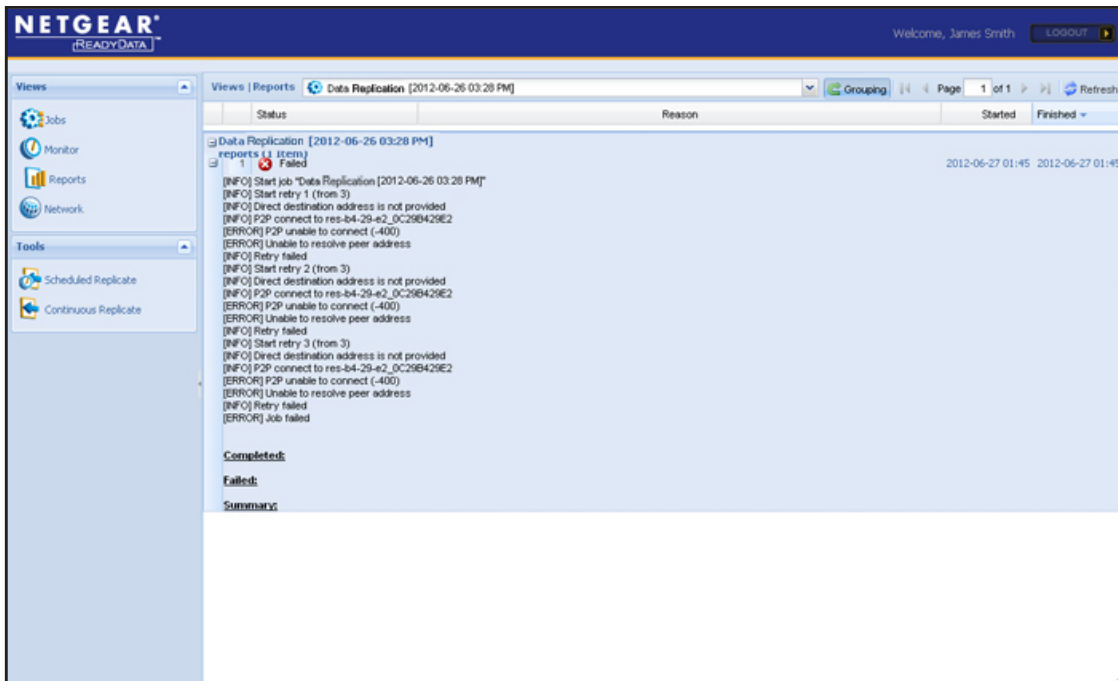 NETGEAR®
READYDATA™
Welcome, James Smith
LOGOUT
Views
Jobs
Monitor
Reports
Network
Tools
Scheduled Replicate
Continuous Replicate
Views | Reports Data Replication [2012-06-26 03:28 PM] Grouping Page 1 of 1 Refresh
Status Reason Started Finished
Data Replication [2012-06-26 03:28 PM]
reports (1 Item)
1 Failed 2012-06-27 01:45 2012-06-27 01:45
[INFO] Start job "Data Replication [2012-06-26 03:28 PM]"
[INFO] Start retry 1 (from 3)
[INFO] Direct destination address is not provided
[INFO] P2P connect to res-b4-29-e2_0C29B429E2
[ERROR] P2P unable to connect (-400)
[ERROR] Unable to resolve peer address
[INFO] Retry failed
[INFO] Start retry 2 (from 3)
[INFO] Direct destination address is not provided
[INFO] P2P connect to res-b4-29-e2_0C29B429E2
[ERROR] P2P unable to connect (-400)
[ERROR] Unable to resolve peer address
[INFO] Retry failed
[INFO] Start retry 3 (from 3)
[INFO] Direct destination address is not provided
[INFO] P2P connect to res-b4-29-e2_0C29B429E2
[ERROR] P2P unable to connect (-400)
[ERROR] Unable to resolve peer address
[INFO] Retry failed
[ERROR] Job failed
Completed:
Failed:
Summary: